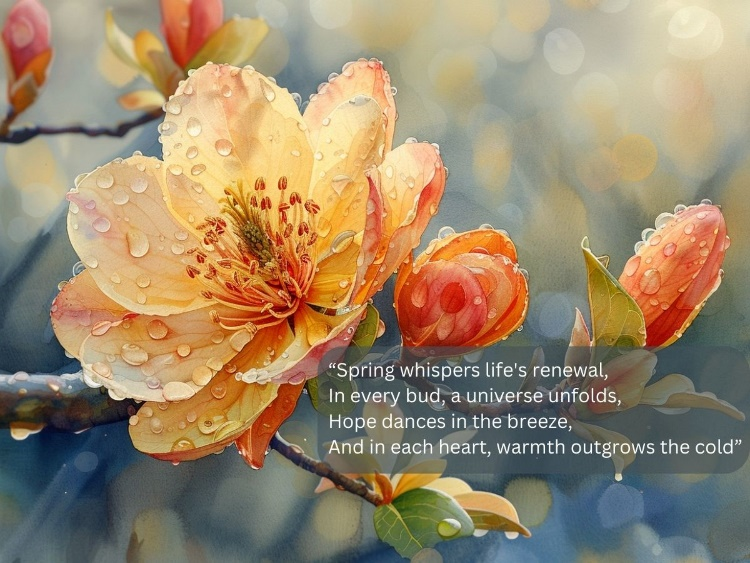 “Spring whispers life's renewal,
In every bud, a universe unfolds,
Hope dances in the breeze,
And in each heart, warmth outgrows the cold”